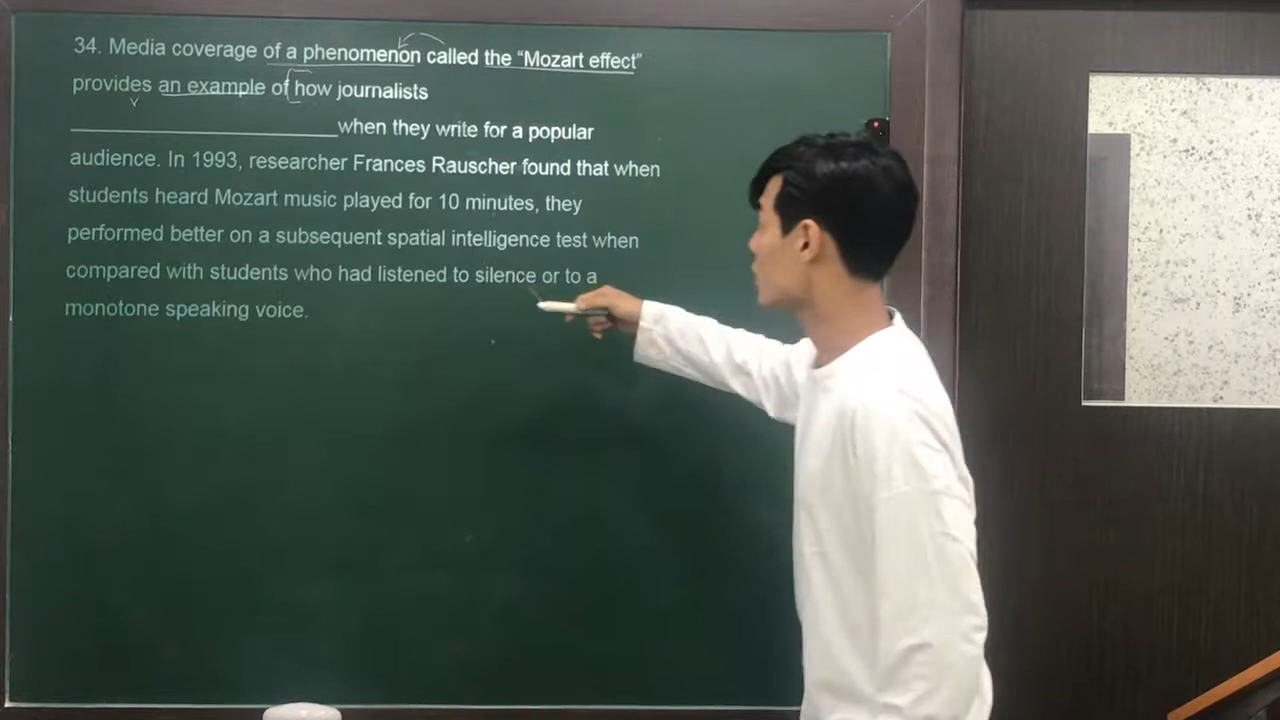 34. Media coverage of a phenomenon called the “Mozart effect”
provides an example of how journalists
V
____________________when they write for a popular
audience. In 1993, researcher Frances Rauscher found that when
students heard Mozart music played for 10 minutes, they
performed better on a subsequent spatial intelligence test when
compared with students who had listened to silence or to a
monotone speaking voice.